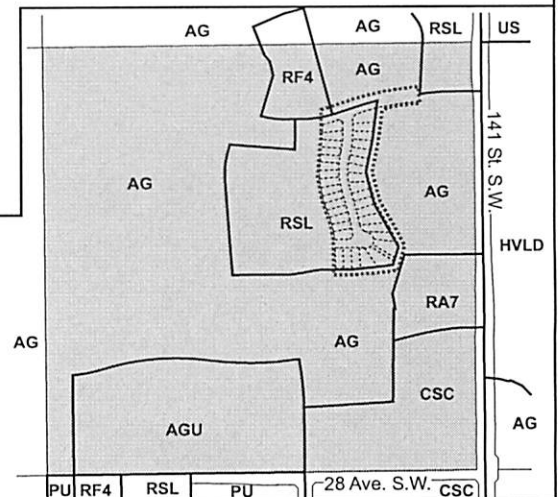 AG AG RSL US
RF4 AG
141 St. S.W.
AG AG
RSL HVLD
RA7
AG AG
CSC
AGU AG
PU RF4 RSL PU 28 Ave. S.W. CSC